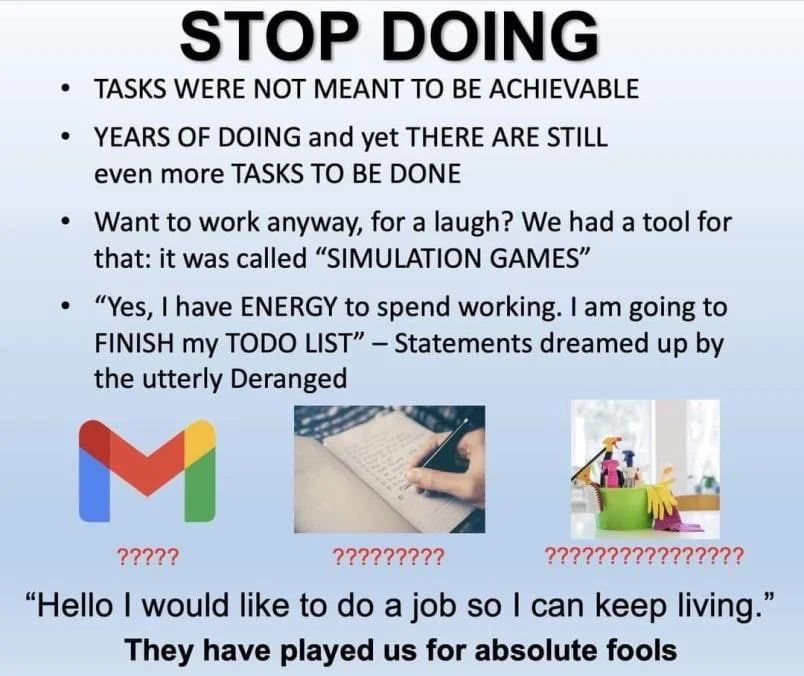 STOP DOING
• TASKS WERE NOT MEANT TO BE ACHIEVABLE
• YEARS OF DOING and yet THERE ARE STILL
even more TASKS TO BE DONE
• Want to work anyway, for a laugh? We had a tool for
that: it was called “SIMULATION GAMES”
• “Yes, I have ENERGY to spend working. I am going to
FINISH my TODO LIST” – Statements dreamed up by
the utterly Deranged
????? ????????? ????????????????
“Hello I would like to do a job so I can keep living.”
They have played us for absolute fools